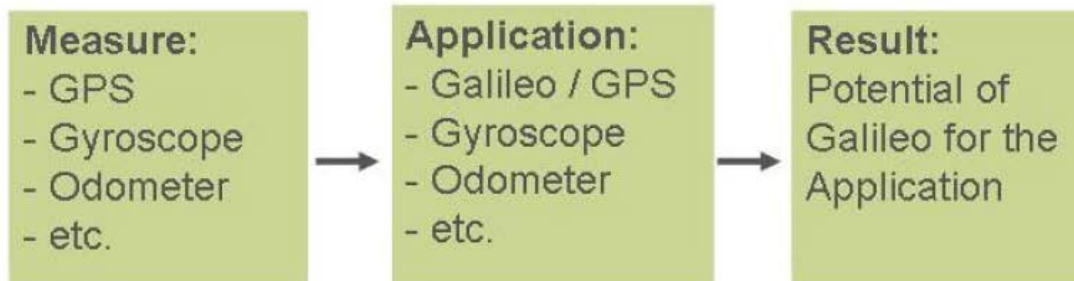 Measure:
- GPS
- Gyroscope
- Odometer
- etc.
Application:
- Galileo / GPS
- Gyroscope
- Odometer
- etc.
Result:
Potential of
Galileo for the
Application